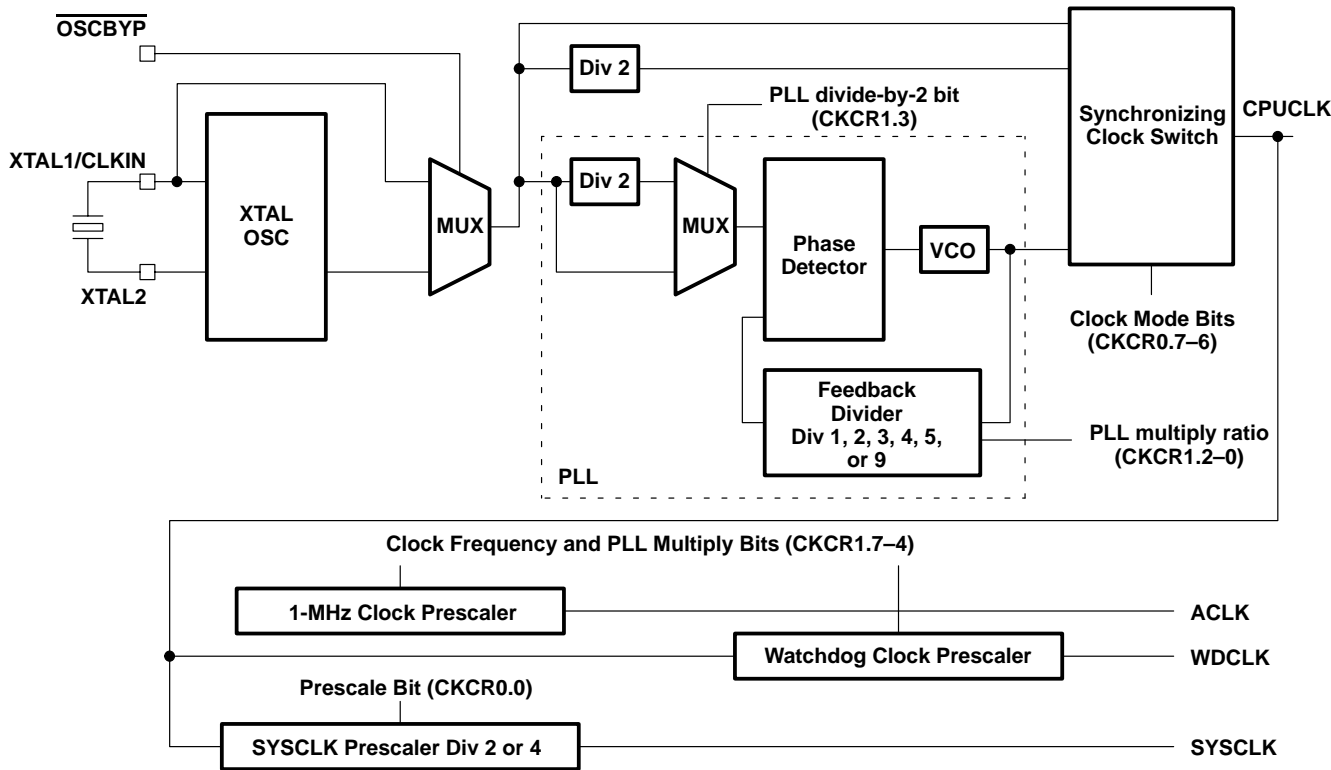 OSCBYP
XTAL1/CLKIN
XTAL2
XTAL
OSC
MUX
Div 2
PLL divide-by-2 bit
(CKCR1.3)
Div 2
MUX
Phase
Detector
VCO
Synchronizing
Clock Switch
CPUCLK
Clock Mode Bits
(CKCR0.7–6)
Feedback
Divider
Div 1, 2, 3, 4, 5,
or 9
PLL multiply ratio
(CKCR1.2–0)
PLL
Clock Frequency and PLL Multiply Bits (CKCR1.7–4)
1-MHz Clock Prescaler
ACLK
Watchdog Clock Prescaler
WDCLK
Prescale Bit (CKCR0.0)
SYSCLK Prescaler Div 2 or 4
SYSCLK